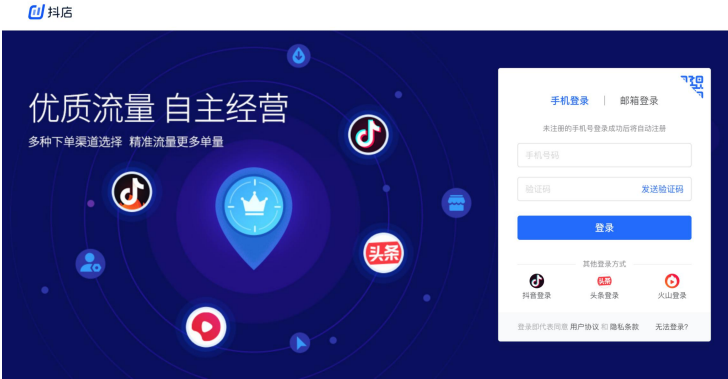 抖店
优质流量 自主经营
多种下单渠道选择 精准流量更多单量
头条
手机登录 | 邮箱登录
未注册的手机号登录成功后将自动注册
手机号码
验证码 发送验证码
登录
其他登录方式
头条
抖音登录 头条登录 火山登录
登录即代表同意 用户协议 和 隐私条款 无法登录?